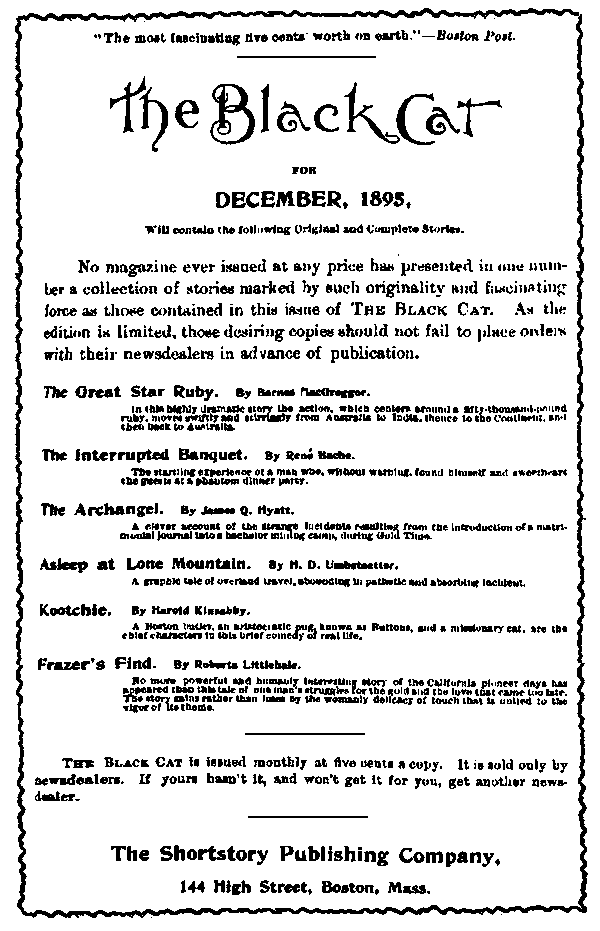 "The most fascinating five cents' worth on earth."—Boston Post.
The Black Cat
FOR
DECEMBER, 1895,
Will contain the following Original and Complete Stories.
No magazine ever issued at any price has presented in one num-
ber a collection of stories marked by such originality and fascinating
force as those contained in this issue of THE BLACK CAT. As the
edition is limited, those desiring copies should not fail to place orders
with their newsdealers in advance of publication.
The Great Star Ruby. By Barnes MacGreggor.
In this highly dramatic story the action, which centers around a fifty-thousand-pound
ruby, moves swiftly and stirringly from Australia to India, thence to the Continent, and
then back to Australia.
The Interrupted Banquet. By René Bache.
The startling experience of a man who, without warning, found himself and sweetheart
the guests at a phantom dinner party.
The Archangel. By James Q. Hyatt.
A clever account of the strange incidents resulting from the introduction of a matri-
monial journal into a bachelor mining camp, during Gold Time.
Asleep at Lone Mountain. By H. D. Umbstaetter.
A graphic tale of overland travel, abounding in pathetic and absorbing incident.
Kootchie. By Harold Kinsabby.
A Boston butler, an aristocratic pug, known as Buttons, and a missionary cat, are the
chief characters in this brief comedy of real life.
Frazer's Find. By Roberta Littlehale.
No more powerful and humanly interesting story of the California pioneer days has
appeared than this tale of one man's struggles for the gold and the love that came too late.
The story gains rather than loses by the womanly delicacy of touch that is united to the
vigor of its theme.
THE BLACK CAT is issued monthly at five cents a copy. It is sold only by
newsdealers. If yours hasn't it, and won't get it for you, get another news-
dealer.
The Shortstory Publishing Company,
144 High Street, Boston, Mass.